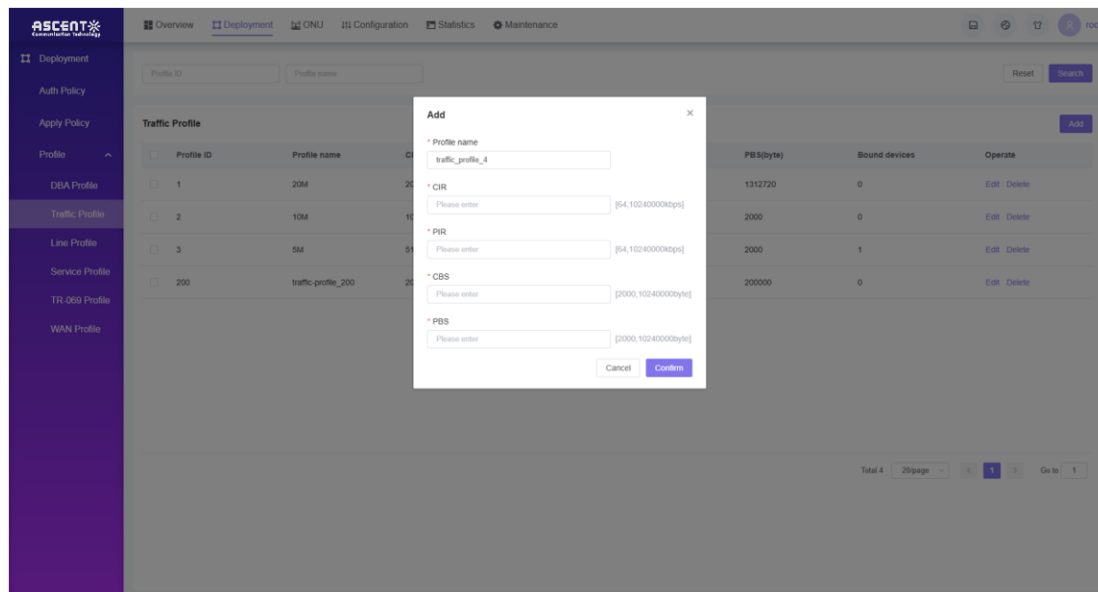 ASCENT
Communication Technology
Overview Deployment ONU Configuration Statistics Maintenance
Deployment
Auth Policy
Apply Policy
Profile
DBA Profile
Traffic Profile
Line Profile
Service Profile
TR-069 Profile
WAN Profile
Profile ID Profile name Reset Search
Traffic Profile Add
Profile ID Profile name PBS(byte) Bound devices Operate
1 20M 1312720 0 Edit Delete
2 10M 2000 0 Edit Delete
3 5M 2000 1 Edit Delete
200 traffic-profile_200 200000 0 Edit Delete
Total 4 20/page 1 Go to 1
Add
* Profile name
traffic_profile_4
* CIR
Please enter [64,10240000kbps]
* PIR
Please enter [64,10240000kbps]
* CBS
Please enter [2000,10240000byte]
* PBS
Please enter [2000,10240000byte]
Cancel Confirm